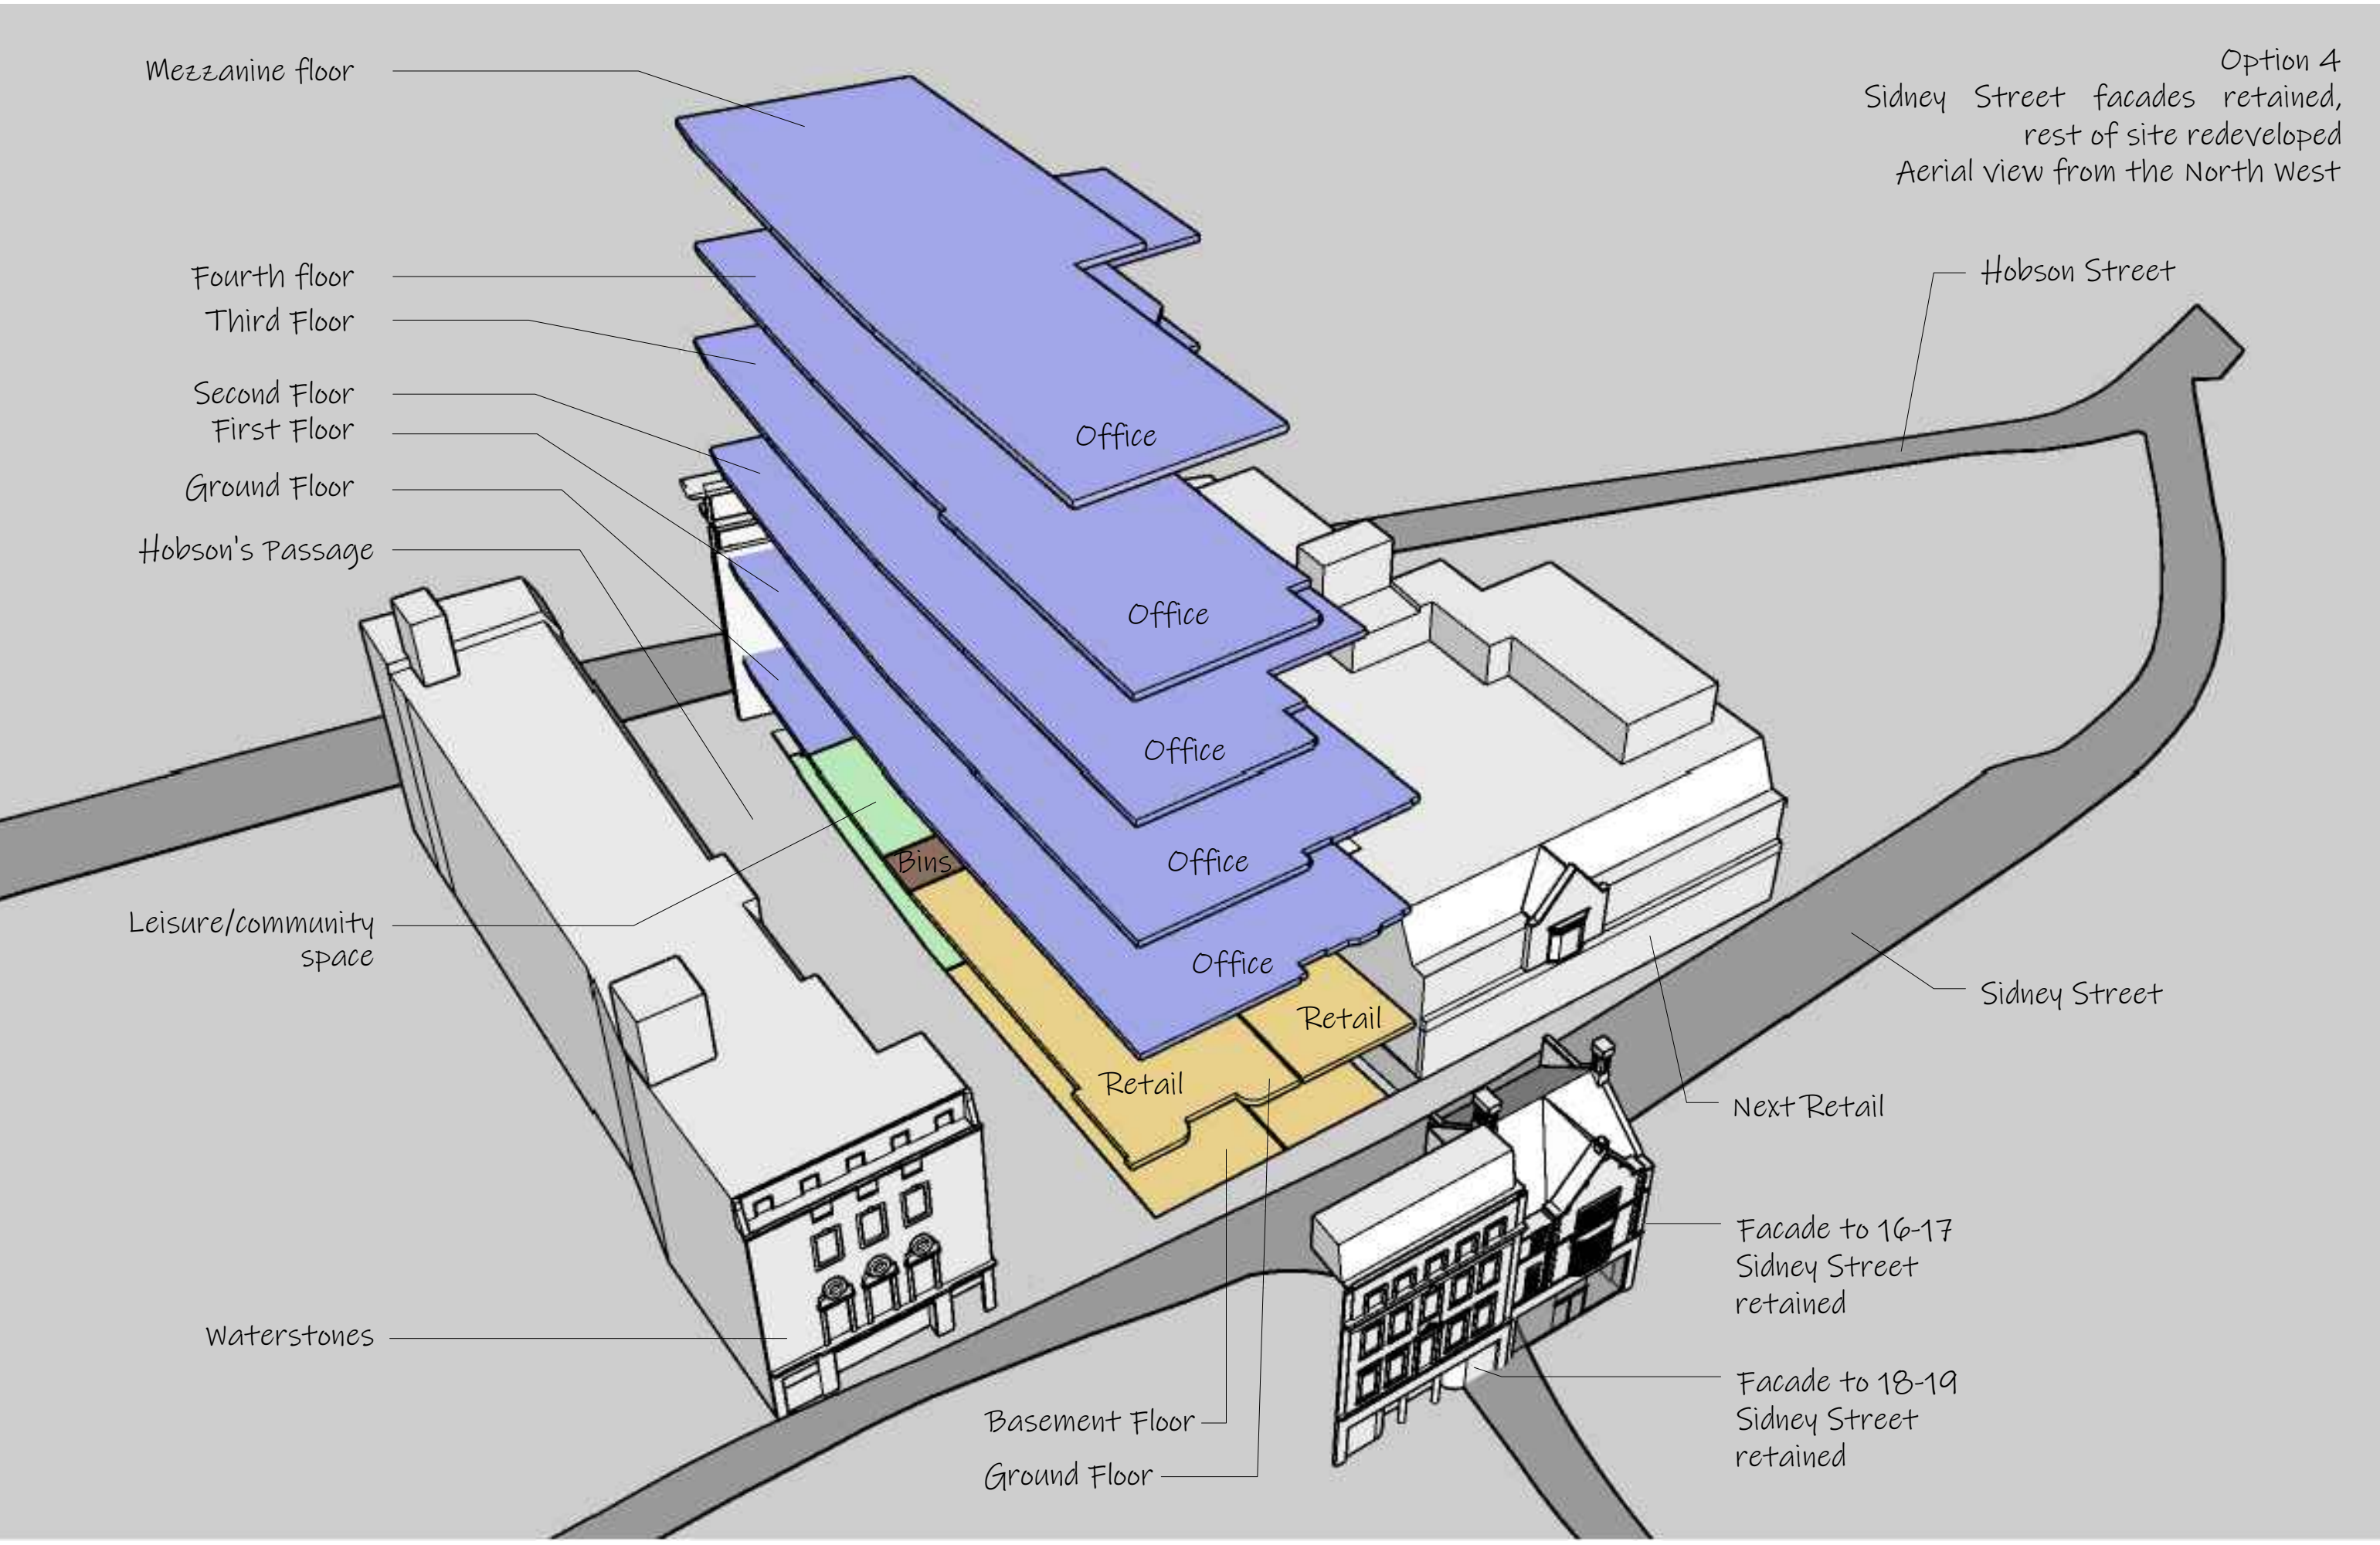 Option 4
Sidney Street facades retained,
rest of site redeveloped
Aerial view from the North West
Mezzanine floor
Fourth floor
Third Floor
Second Floor
First Floor
Ground Floor
Hobson's Passage
Leisure/community
space
Waterstones
Hobson Street
Office
Office
Office
Office
Office
Bins
Retail
Retail
Sidney Street
Next Retail
Facade to 16-17
Sidney Street
retained
Facade to 18-19
Sidney Street
retained
Basement Floor
Ground Floor